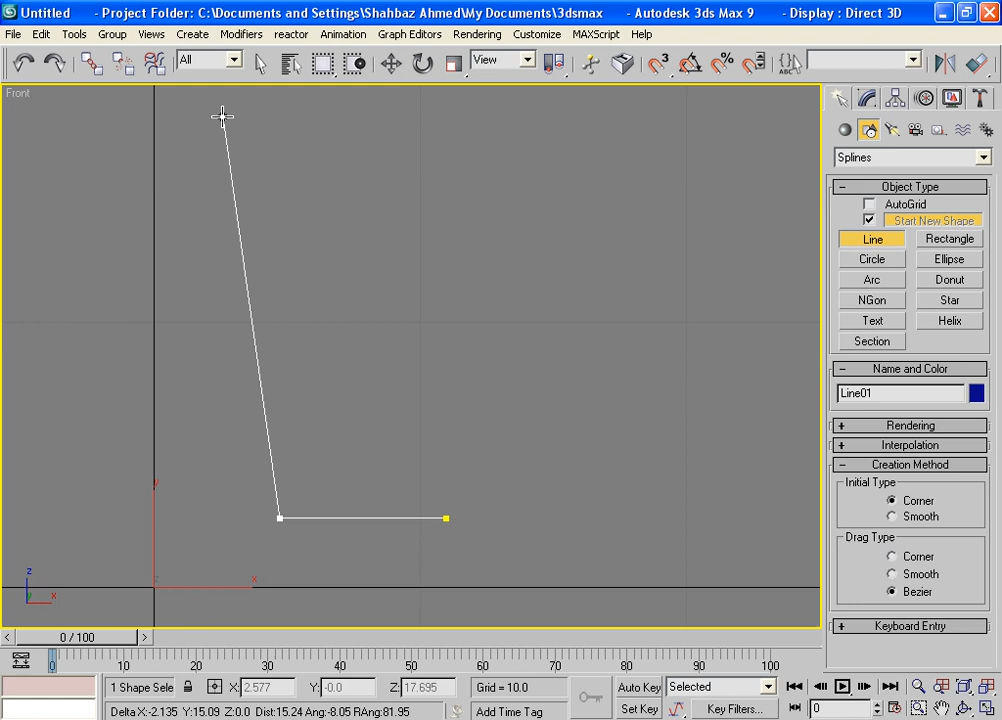 Untitled - Project Folder: C:\Documents and Settings\Shahbaz Ahmed\My Documents\3dsmax - Autodesk 3ds Max 9 - Display : Direct 3D
File Edit Tools Group Views Create Modifiers reactor Animation Graph Editors Rendering Customize MAXScript Help
All View
Front
Splines
Object Type
AutoGrid
Start New Shape
Line Rectangle
Circle Ellipse
Arc Donut
NGon Star
Text Helix
Section
Name and Color
Line01
Rendering
Interpolation
Creation Method
Initial Type
Corner
Smooth
Drag Type
Corner
Smooth
Bezier
Keyboard Entry
y
z x
z
y x
0 / 100
0 10 20 30 40 50 60 70 80 90 100
1 Shape Sele X: 2.577 Y: -0.0 Z: 17.695 Grid = 10.0 Auto Key Selected
Delta X:-2.135 Y:15.09 Z:0.0 Dist:15.24 Ang:-8.05 RAng:81.95 Add Time Tag Set Key Key Filters... 0